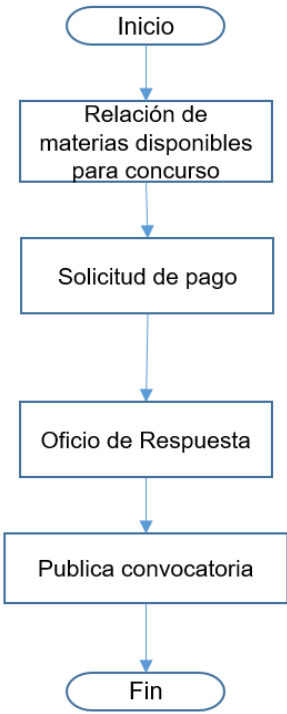 Inicio
Relación de
materias disponibles
para concurso
Solicitud de pago
Oficio de Respuesta
Publica convocatoria
Fin